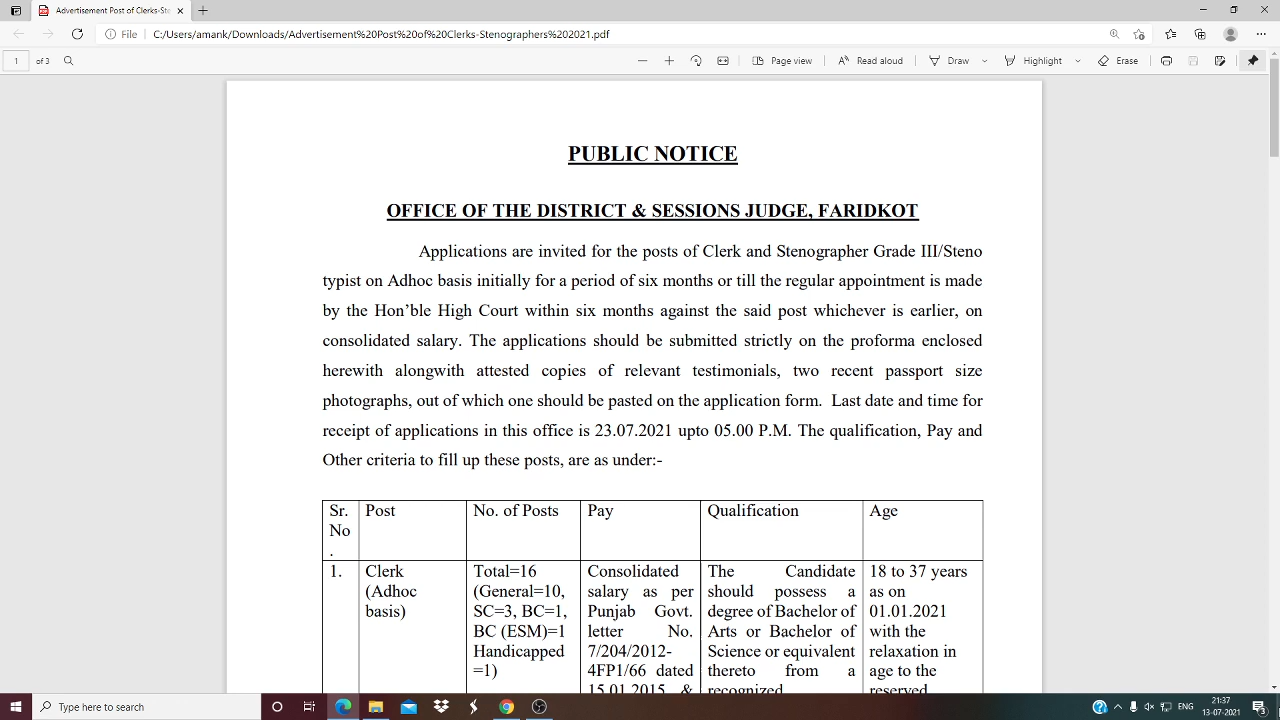 Advertisement Post of Clerks-Ste
File C:/Users/amank/Downloads/Advertisement%20Post%20of%20Clerks-Stenographers%202021.pdf
1 of 3 Page view Read aloud Draw Highlight Erase
PUBLIC NOTICE
OFFICE OF THE DISTRICT & SESSIONS JUDGE, FARIDKOT
Applications are invited for the posts of Clerk and Stenographer Grade III/Steno
typist on Adhoc basis initially for a period of six months or till the regular appointment is made
by the Hon’ble High Court within six months against the said post whichever is earlier, on
consolidated salary. The applications should be submitted strictly on the proforma enclosed
herewith alongwith attested copies of relevant testimonials, two recent passport size
photographs, out of which one should be pasted on the application form. Last date and time for
receipt of applications in this office is 23.07.2021 upto 05.00 P.M. The qualification, Pay and
Other criteria to fill up these posts, are as under:-
Sr.
No
.
Post
No. of Posts
Pay
Qualification
Age
1.
Clerk
(Adhoc
basis)
Total=16
(General=10,
SC=3, BC=1,
BC (ESM)=1
Handicapped
=1)
Consolidated
salary as per
Punjab Govt.
letter No.
7/204/2012-
4FP1/66 dated
15.01.2015 &
The Candidate
should possess a
degree of Bachelor of
Arts or Bachelor of
Science or equivalent
thereto from a
recognized
18 to 37 years
as on
01.01.2021
with the
relaxation in
age to the
reserved
Type here to search
ENG
21:37
13-07-2021
3